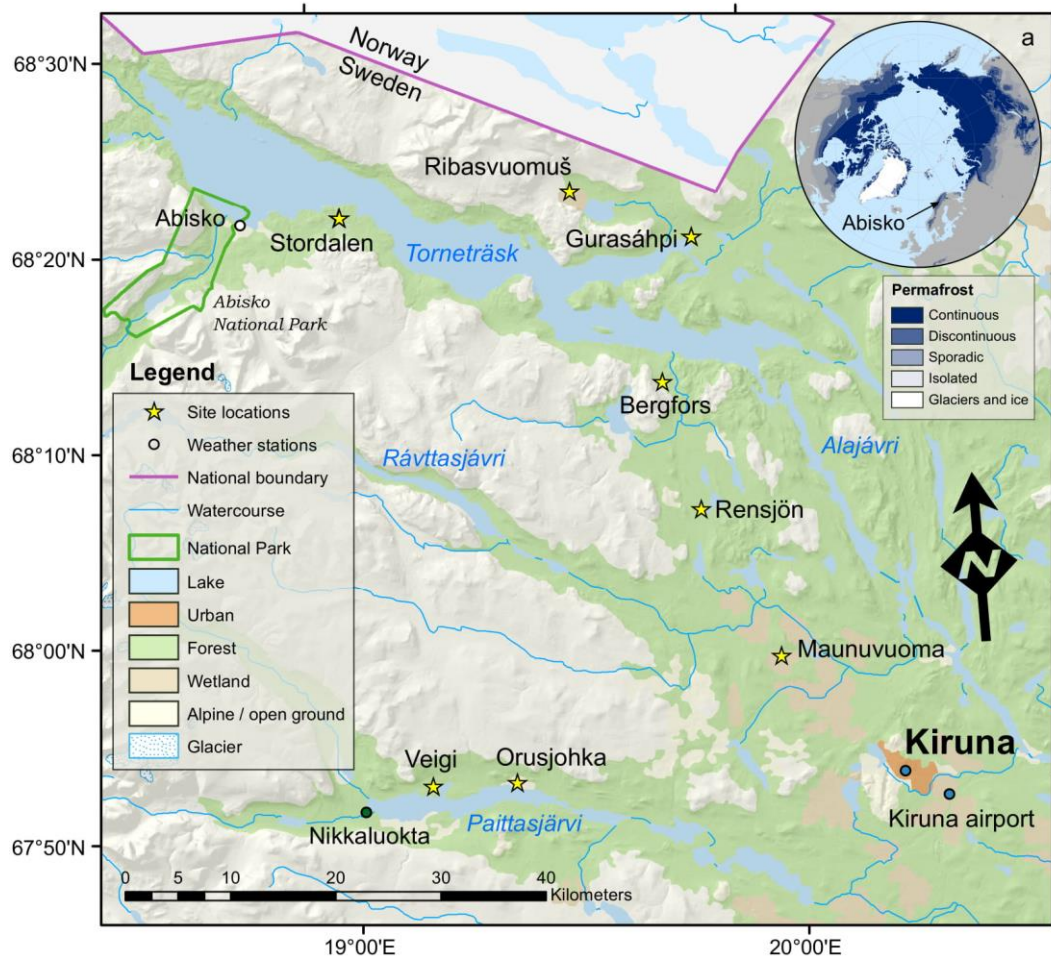 a
68°30'N
Norway
Sweden
Ribasvuomuš
Abisko
Stordalen
Gurasáhpi
Abisko
68°20'N
Torneträsk
Abisko
National Park
Permafrost
Continuous
Discontinuous
Sporadic
Isolated
Glaciers and ice
Legend
Site locations
Weather stations
National boundary
Watercourse
National Park
Lake
Urban
Forest
Wetland
Alpine / open ground
Glacier
Bergfors
68°10'N
Rávttasjávri
Alajávri
Rensjön
N
68°00'N
Maunuvuoma
Kiruna
Veigi
Orusjohka
Nikkaluokta
Paittasjärvi
Kiruna airport
67°50'N
0 5 10 20 30 40
Kilometers
19°00'E
20°00'E